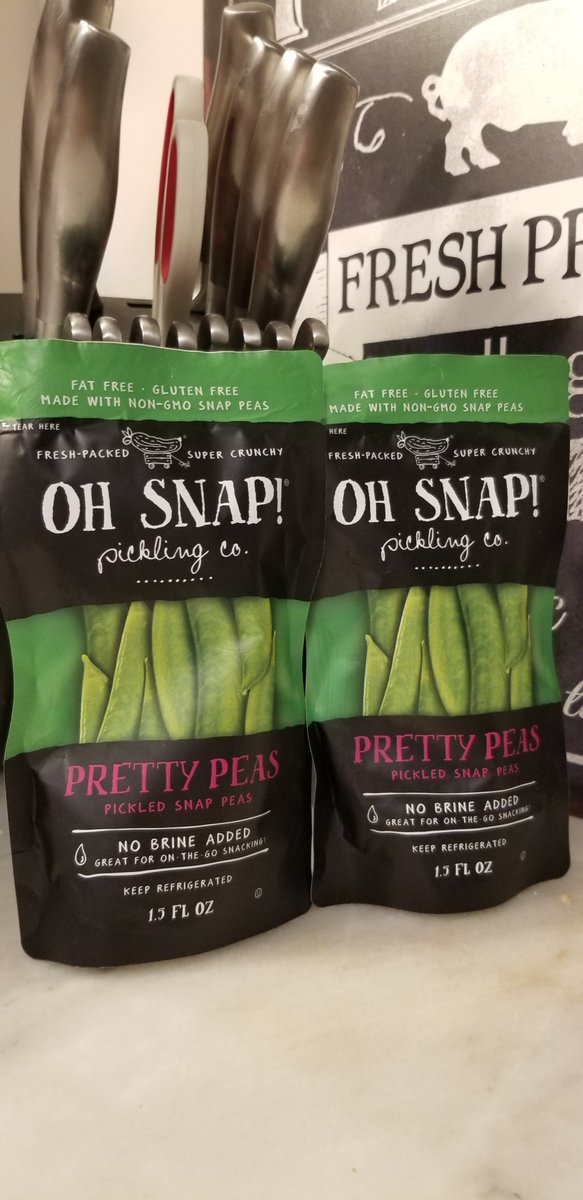 FRESH PR
FAT FREE · GLUTEN FREE
MADE WITH NON-GMO SNAP PEAS
TEAR HERE
FRESH-PACKED SUPER CRUNCHY
OH SNAP!®
pickling co.
PRETTY PEAS
PICKLED SNAP PEAS
NO BRINE ADDED
GREAT FOR ON-THE-GO SNACKING!
KEEP REFRIGERATED
1.5 FL OZ
FAT FREE · GLUTEN FREE
MADE WITH NON-GMO SNAP PEAS
HERE
FRESH-PACKED SUPER CRUNCHY
OH SNAP!®
pickling co.
PRETTY PEAS
PICKLED SNAP PEAS
NO BRINE ADDED
GREAT FOR ON-THE-GO SNACKING!
KEEP REFRIGERATED
1.5 FL OZ